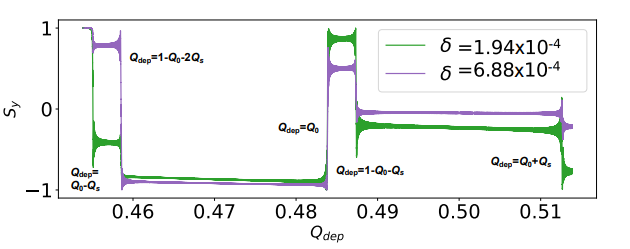 1
0
−1
S_y
0.46
0.47
0.48
0.49
0.50
0.51
Q_dep
δ =1.94x10^-4
δ =6.88x10^-4
Q_dep=1-Q_0-2Q_s
Q_dep=Q_0
Q_dep=
Q_0-Q_s
Q_dep=1-Q_0-Q_s
Q_dep=Q_0+Q_s